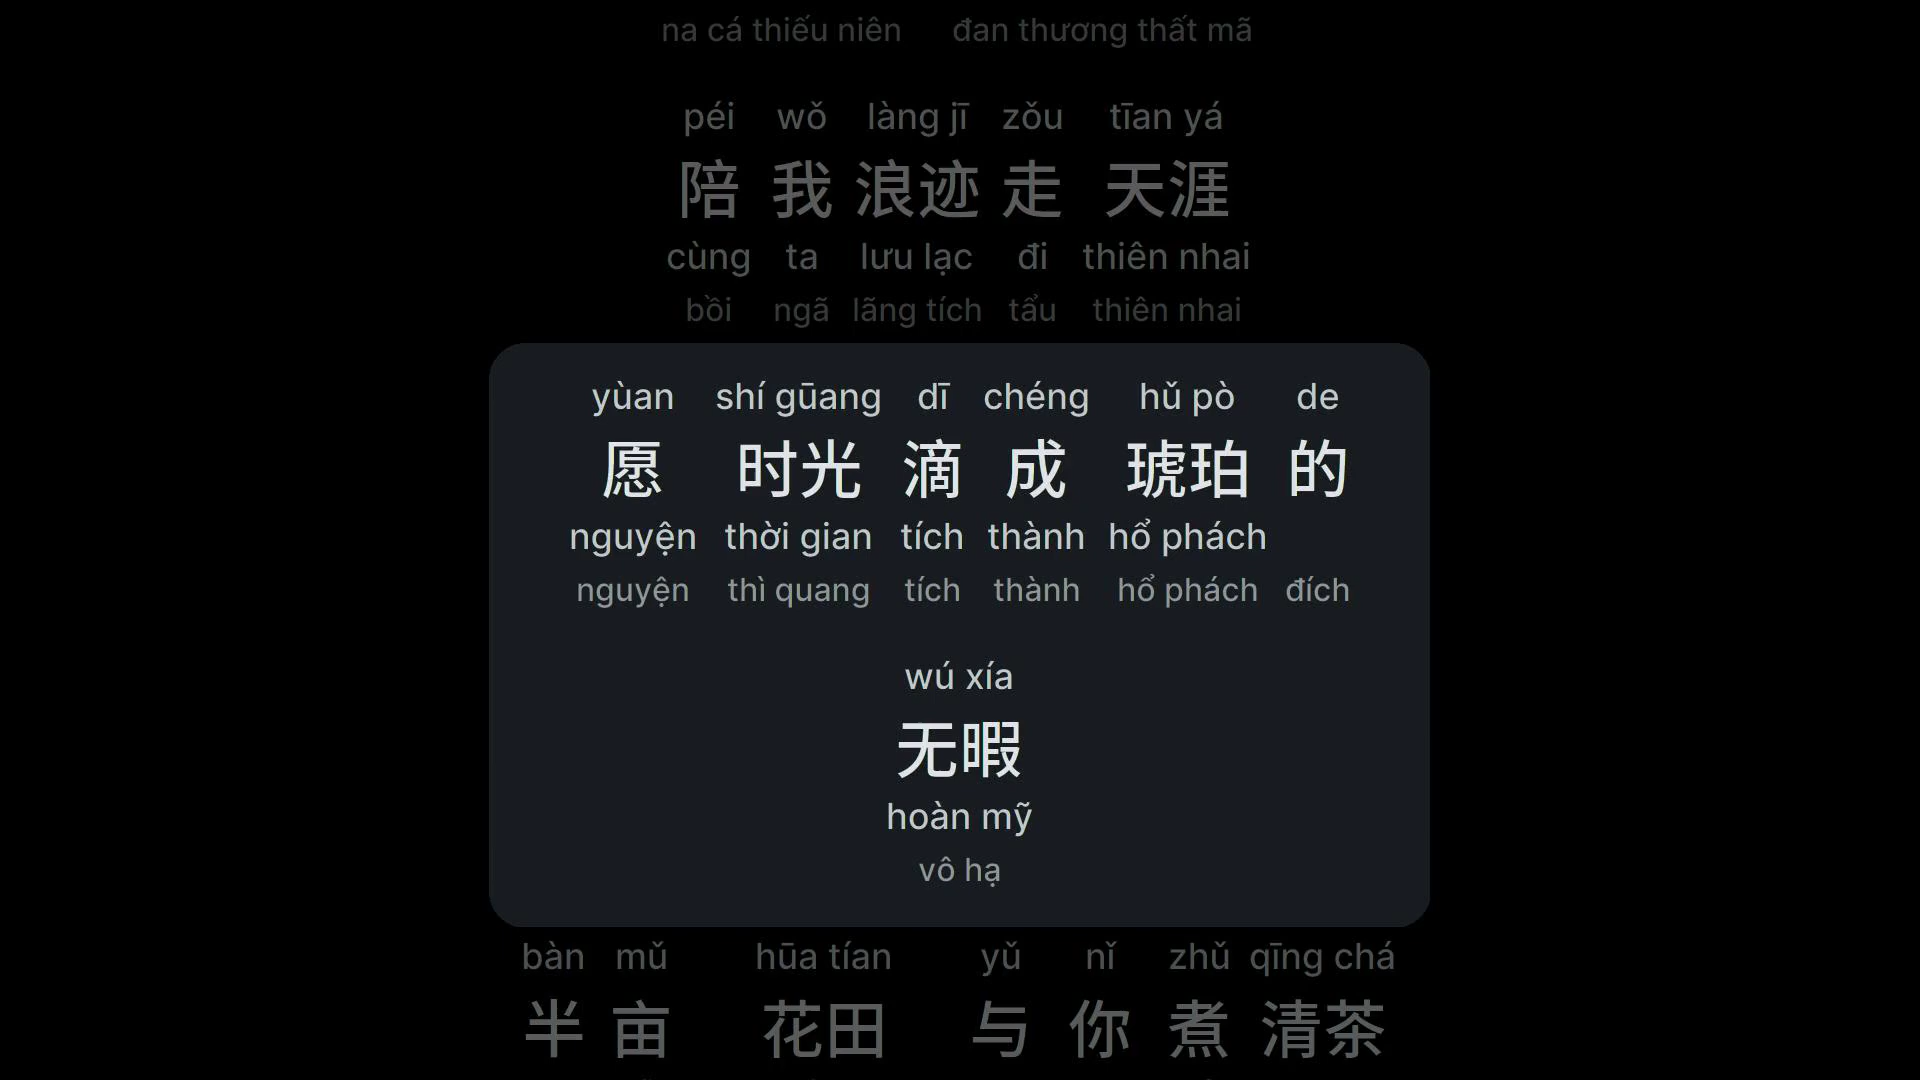 na cá thiếu niên đan thương thất mã
péi wǒ làng jī zǒu tīan yá
陪 我 浪迹 走 天涯
cùng ta lưu lạc đi thiên nhai
bồi ngã lãng tích tẩu thiên nhai
yùan shí gūang dī chéng hǔ pò de
愿 时光 滴 成 琥珀 的
nguyện thời gian tích thành hổ phách
nguyện thì quang tích thành hổ phách đích
wú xía
无暇
hoàn mỹ
vô hạ
bàn mǔ hūa tían yǔ nǐ zhǔ qīng chá
半 亩 花田 与 你 煮 清茶